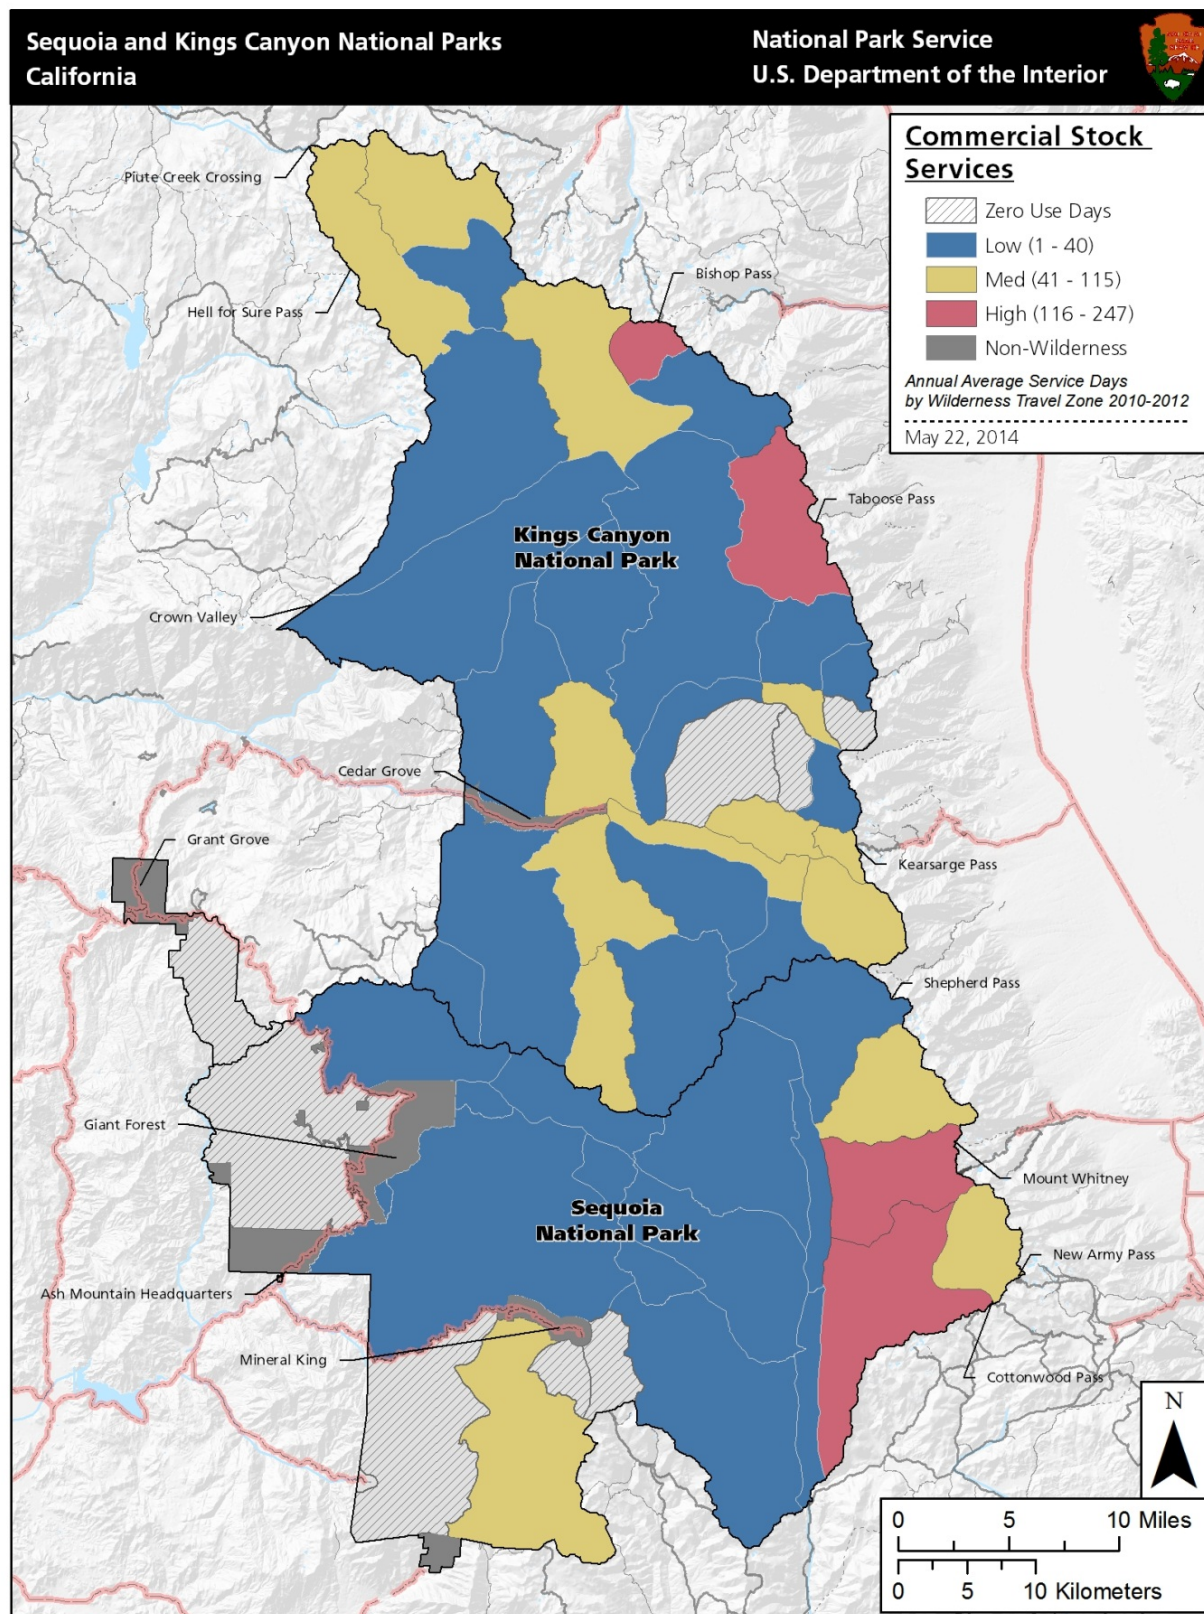 Sequoia and Kings Canyon National Parks
California
National Park Service
U.S. Department of the Interior
Commercial Stock
Services
Zero Use Days
Low (1 - 40)
Med (41 - 115)
High (116 - 247)
Non-Wilderness
Annual Average Service Days
by Wilderness Travel Zone 2010-2012
May 22, 2014
Piute Creek Crossing
Bishop Pass
Hell for Sure Pass
Taboose Pass
Kings Canyon
National Park
Crown Valley
Cedar Grove
Grant Grove
Kearsarge Pass
Shepherd Pass
Giant Forest
Mount Whitney
Sequoia
National Park
New Army Pass
Ash Mountain Headquarters
Mineral King
Cottonwood Pass
N
0 5 10 Miles
0 5 10 Kilometers